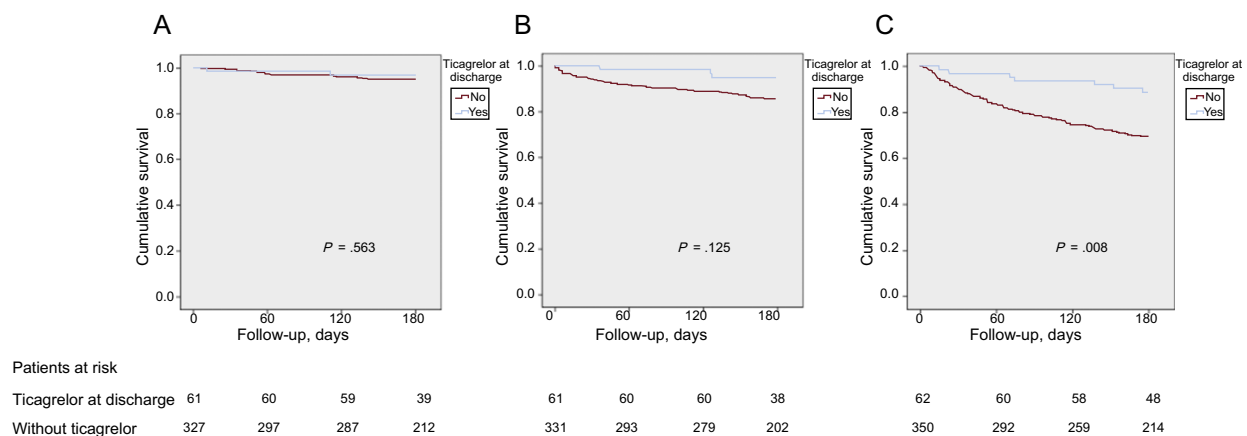 A
B
C
Cumulative survival
1.0
0.8
0.6
0.4
0.2
0.0
P = .563
0 60 120 180
Follow-up, days
Ticagrelor at
discharge
No
Yes
Cumulative survival
1.0
0.8
0.6
0.4
0.2
0.0
P = .125
0 60 120 180
Follow-up, days
Ticagrelor at
discharge
No
Yes
Cumulative survival
1.0
0.8
0.6
0.4
0.2
0.0
P = .008
0 60 120 180
Follow-up, days
Ticagrelor at
discharge
No
Yes
Patients at risk
Ticagrelor at discharge 61 60 59 39 61 60 60 38 62 60 58 48
Without ticagrelor 327 297 287 212 331 293 279 202 350 292 259 214